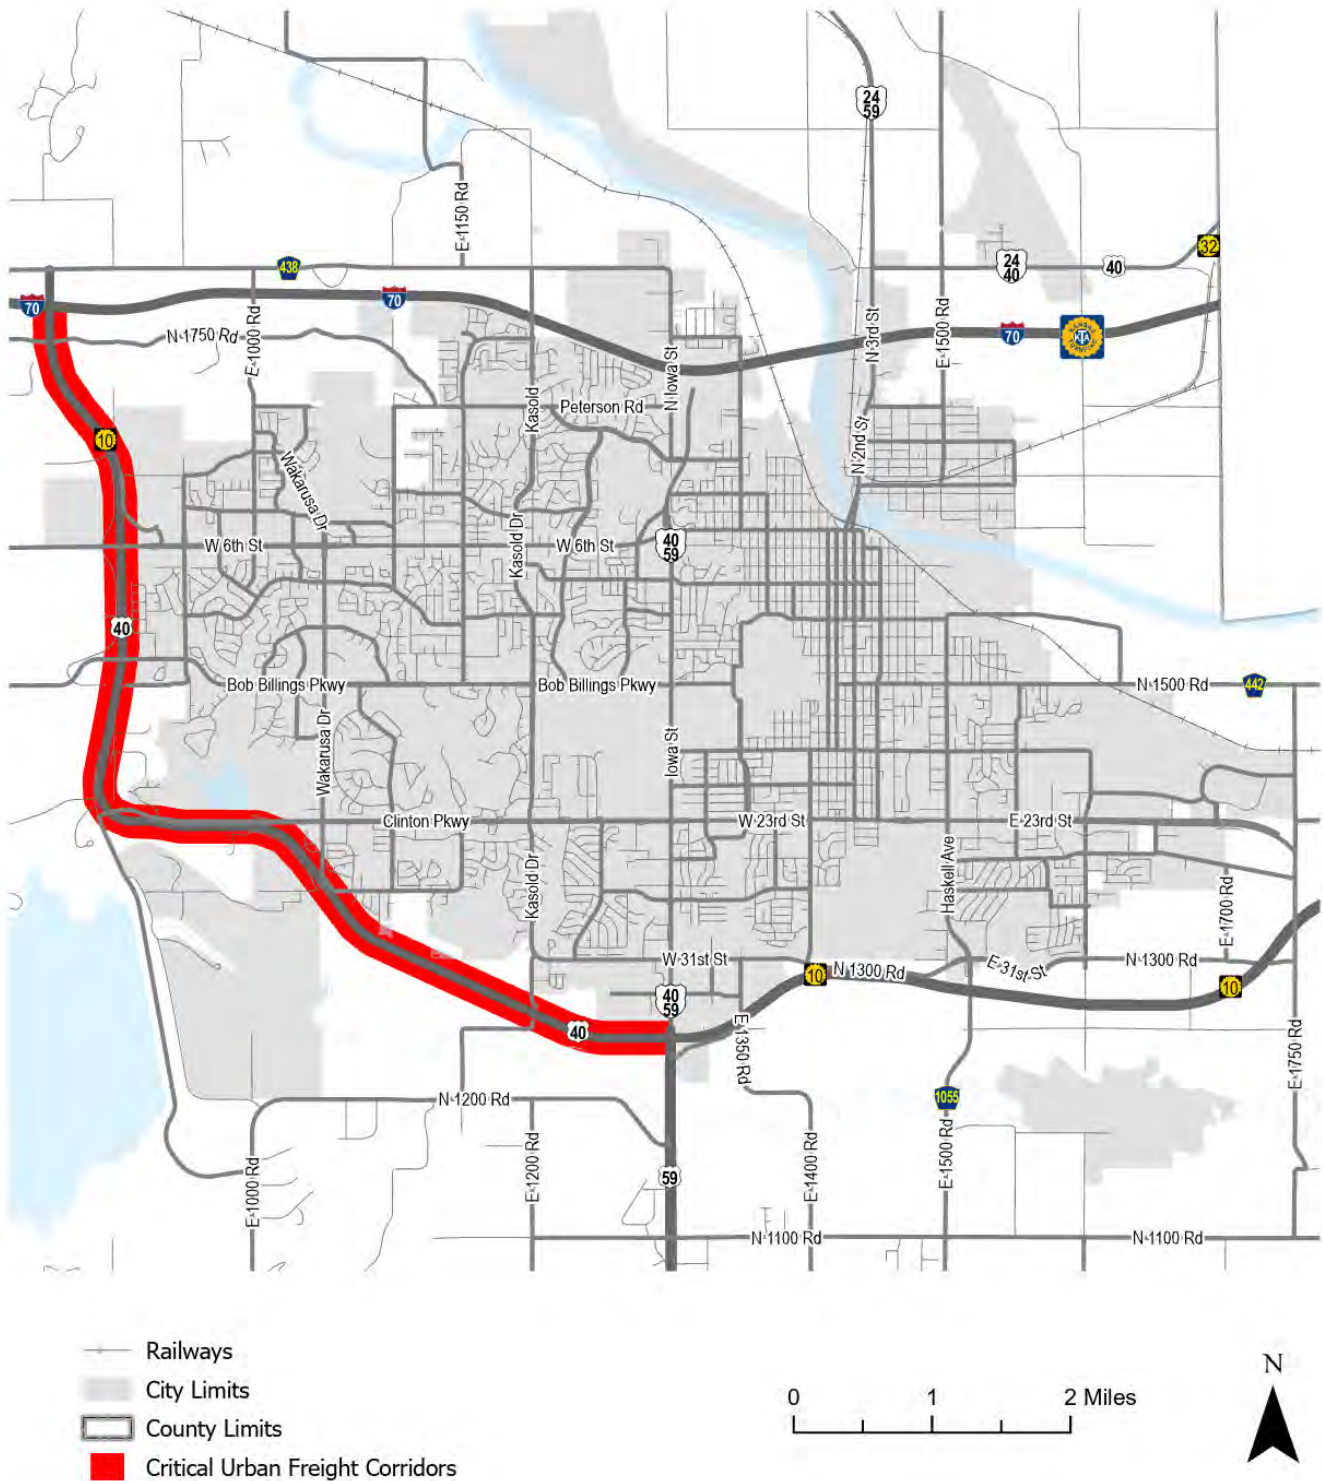 24
59
E 1150 Rd
438
32
24
40
40
70
70
N 1750 Rd
E 1000 Rd
N Iowa St
N 3rd St
E 1500 Rd
70
KANSAS
KTA
TURNPIKE
Kasold
Peterson Rd
10
Wakarusa Dr
N 2nd St
W 6th St
Kasold Dr
W 6th St
40
59
40
Bob Billings Pkwy
Bob Billings Pkwy
N 1500 Rd
442
Wakarusa Dr
Iowa St
Clinton Pkwy
W 23rd St
E 23rd St
Kasold Dr
Haskell Ave
E 1700 Rd
W 31st St
10
N 1300 Rd
E 31st St
N 1300 Rd
10
40
59
40
E 1350 Rd
E 1750 Rd
N 1200 Rd
1055
E 1000 Rd
E 1200 Rd
59
E 1400 Rd
E 1500 Rd
N 1100 Rd
N 1100 Rd
Railways
City Limits
County Limits
Critical Urban Freight Corridors
0 1 2 Miles
N